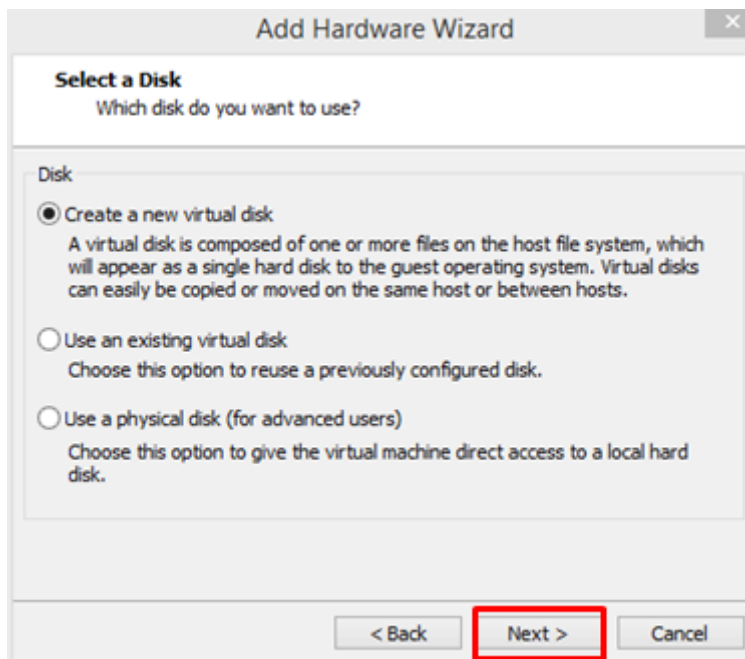 Add Hardware Wizard
Select a Disk
Which disk do you want to use?
Disk
Create a new virtual disk
A virtual disk is composed of one or more files on the host file system, which
will appear as a single hard disk to the guest operating system. Virtual disks
can easily be copied or moved on the same host or between hosts.
Use an existing virtual disk
Choose this option to reuse a previously configured disk.
Use a physical disk (for advanced users)
Choose this option to give the virtual machine direct access to a local hard
disk.
< Back Next > Cancel